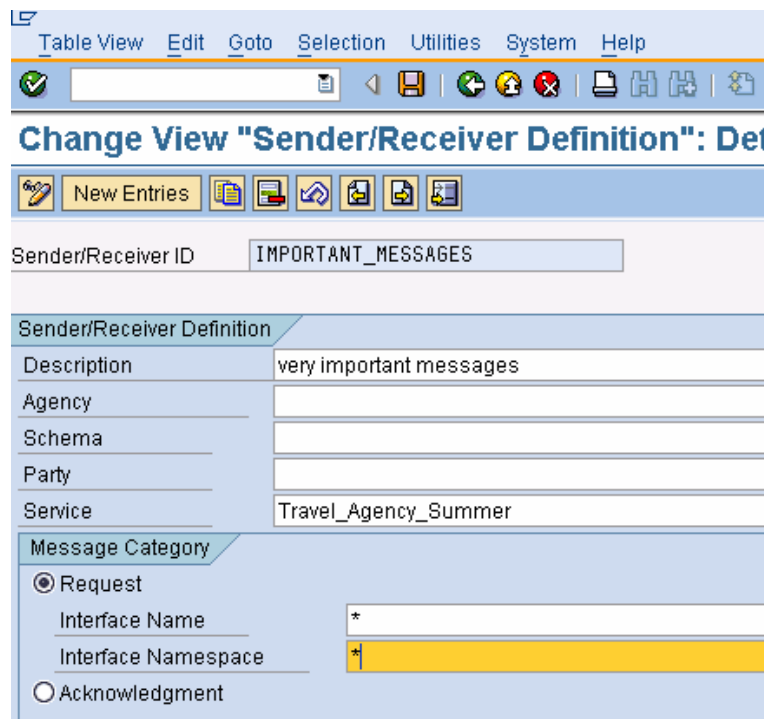 Table View Edit Goto Selection Utilities System Help
Change View "Sender/Receiver Definition": Det
New Entries
Sender/Receiver ID IMPORTANT_MESSAGES
Sender/Receiver Definition
Description very important messages
Agency
Schema
Party
Service Travel_Agency_Summer
Message Category
Request
Interface Name *
Interface Namespace *
Acknowledgment